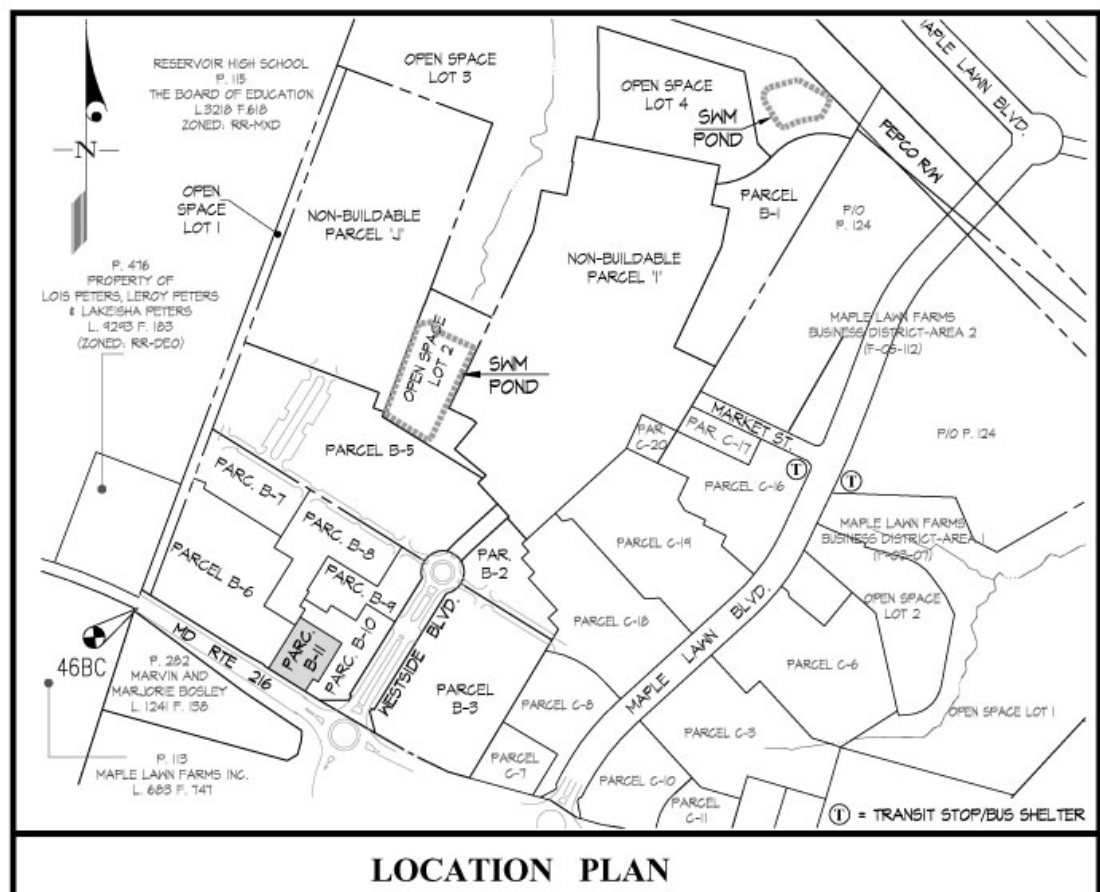 RESERVOIR HIGH SCHOOL
P. 115
THE BOARD OF EDUCATION
L.3218 F.618
ZONED: RR-MXD
OPEN SPACE
LOT 3
OPEN SPACE
LOT 4
SWM
POND
MAPLE LAWN BLVD.
PEPCO R/W
N
OPEN
SPACE
LOT 1
NON-BUILDABLE
PARCEL 'J'
NON-BUILDABLE
PARCEL 'I'
PARCEL
B-1
P/O
P. 124
P. 476
PROPERTY OF
LOIS PETERS, LEROY PETERS
& LAKEISHA PETERS
L. 9293 F. 183
(ZONED: RR-DEO)
OPEN SPACE
LOT 2
SWM
POND
MAPLE LAWN FARMS
BUSINESS DISTRICT-AREA 2
(F-05-112)
MARKET ST.
PAR.
C-20
PAR. C-17
P/O P. 124
PARCEL B-5
T
T
PARCEL C-16
PARC. B-7
PARC. B-8
PARCEL C-19
MAPLE LAWN FARMS
BUSINESS DISTRICT-AREA 1
(F-03-07)
PARCEL B-6
PARC. B-9
PAR.
B-2
OPEN SPACE
LOT 2
PARC. B-10
PARC.
B-11
WESTSIDE BLVD.
PARCEL C-18
MAPLE LAWN BLVD.
MD RTE 216
46BC
P. 282
MARVIN AND
MARJORIE BOSLEY
L. 1241 F. 158
PARCEL
B-3
PARCEL C-8
PARCEL C-6
OPEN SPACE LOT 1
PARCEL C-3
P. 113
MAPLE LAWN FARMS INC.
L. 683 F. 747
PARCEL
C-7
PARCEL C-10
PARCEL
C-11
T = TRANSIT STOP/BUS SHELTER
LOCATION PLAN